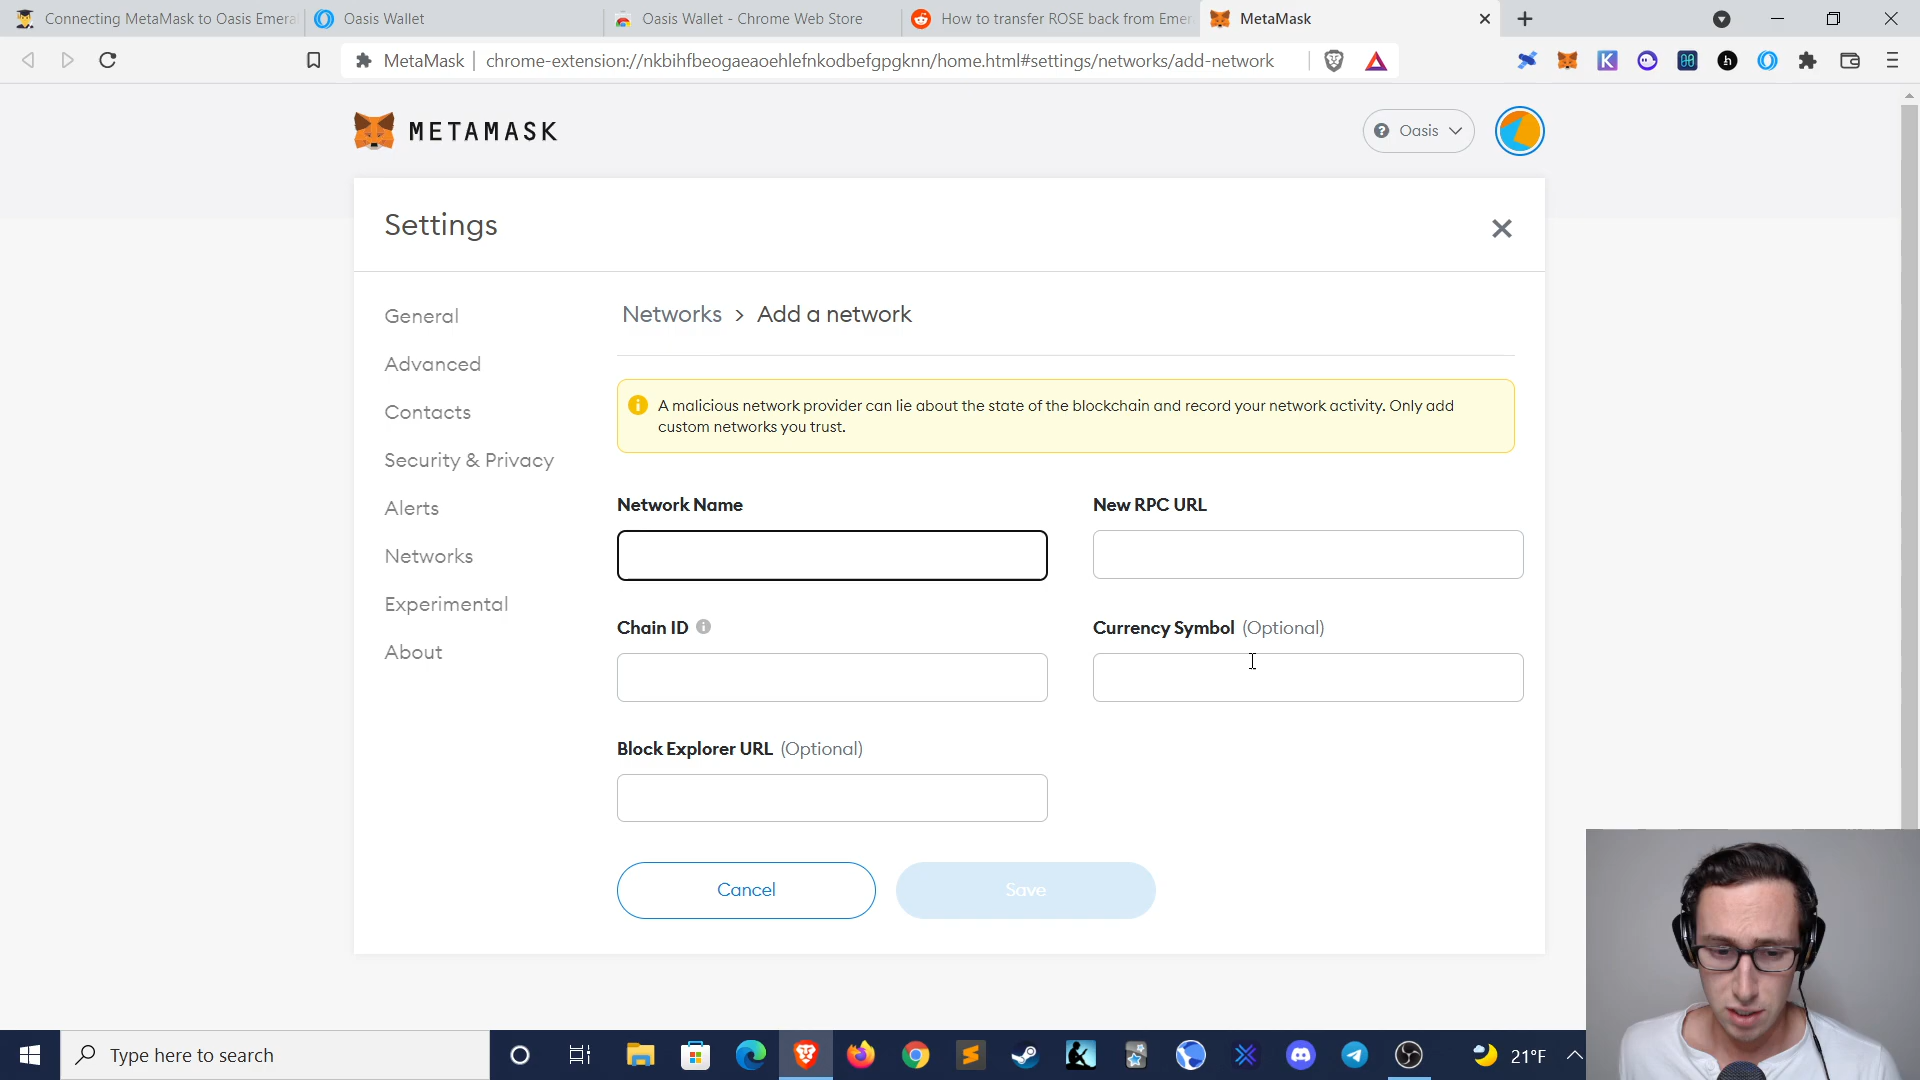 Connecting MetaMask to Oasis Emera
Oasis Wallet
Oasis Wallet - Chrome Web Store
How to transfer ROSE back from Emer
MetaMask
MetaMask
chrome-extension://nkbihfbeogaeaoehlefnkodbefgpgknn/home.html#settings/networks/add-network
METAMASK
Oasis
Settings
General
Advanced
Contacts
Security & Privacy
Alerts
Networks
Experimental
About
Networks > Add a network
A malicious network provider can lie about the state of the blockchain and record your network activity. Only add
custom networks you trust.
Network Name
New RPC URL
Chain ID
Currency Symbol (Optional)
Block Explorer URL (Optional)
Cancel
Save
Type here to search
21°F